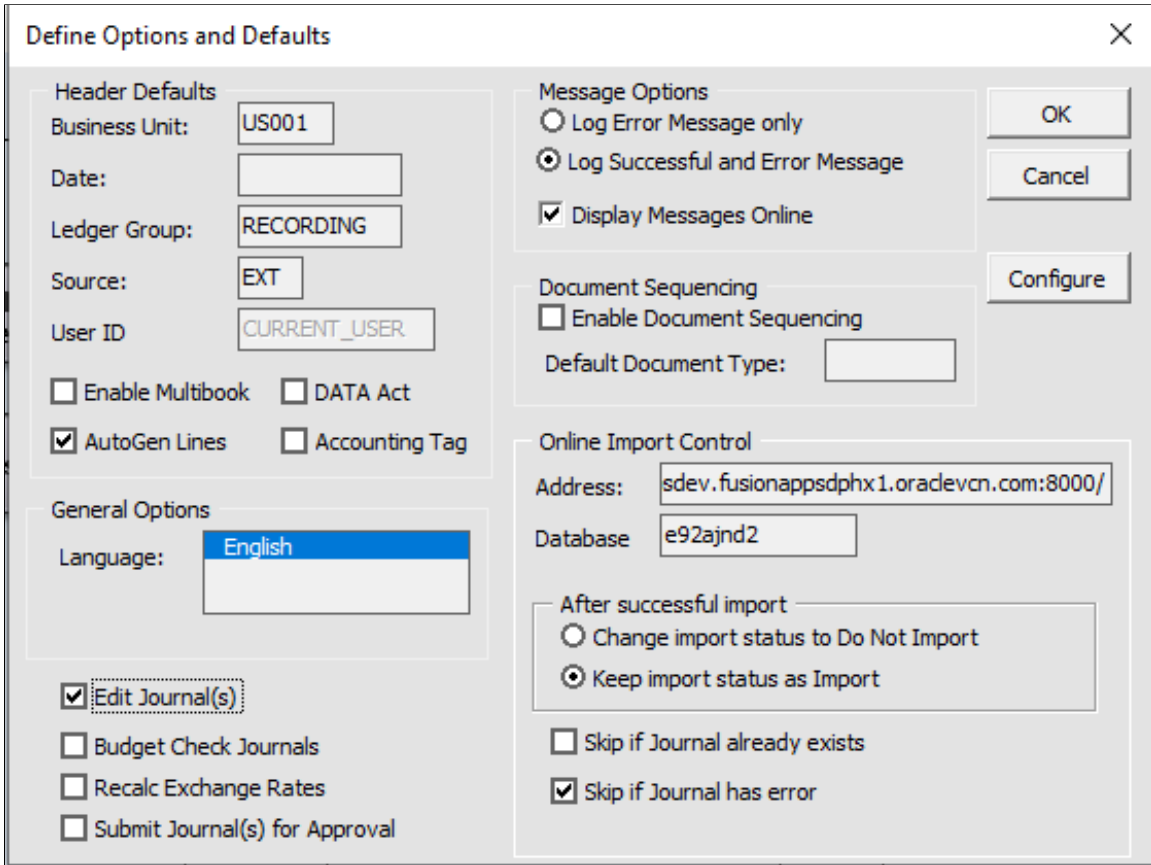 Define Options and Defaults
Header Defaults
Business Unit: US001
Date:
Ledger Group: RECORDING
Source: EXT
User ID CURRENT_USER
Enable Multibook DATA Act
AutoGen Lines Accounting Tag
General Options
Language: English
Edit Journal(s)
Budget Check Journals
Recalc Exchange Rates
Submit Journal(s) for Approval
Message Options
Log Error Message only
Log Successful and Error Message
Display Messages Online
Document Sequencing
Enable Document Sequencing
Default Document Type:
Online Import Control
Address: sdev.fusionappsdphx1.oraclevcn.com:8000/
Database e92ajnd2
After successful import
Change import status to Do Not Import
Keep import status as Import
Skip if Journal already exists
Skip if Journal has error
OK
Cancel
Configure